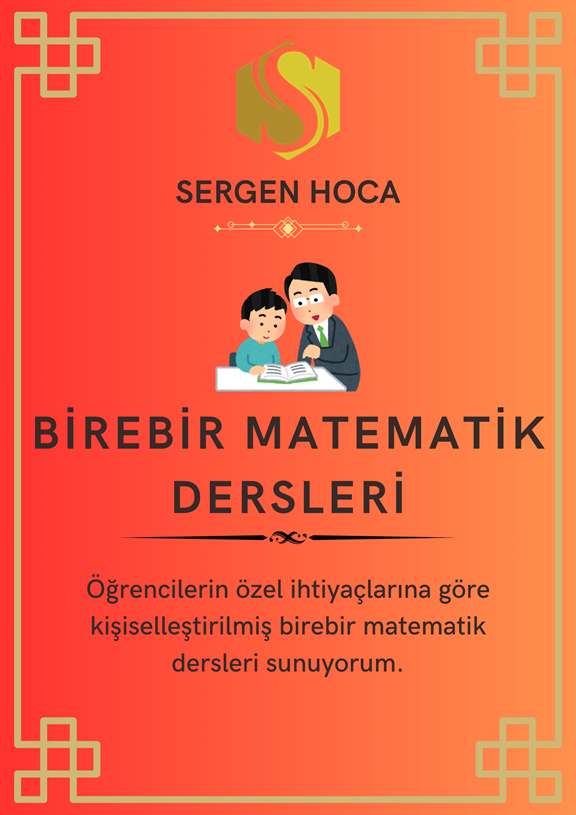 SERGEN HOCA
BİREBİR MATEMATİK
DERSLERİ
Öğrencilerin özel ihtiyaçlarına göre
kişiselleştirilmiş birebir matematik
dersleri sunuyorum.